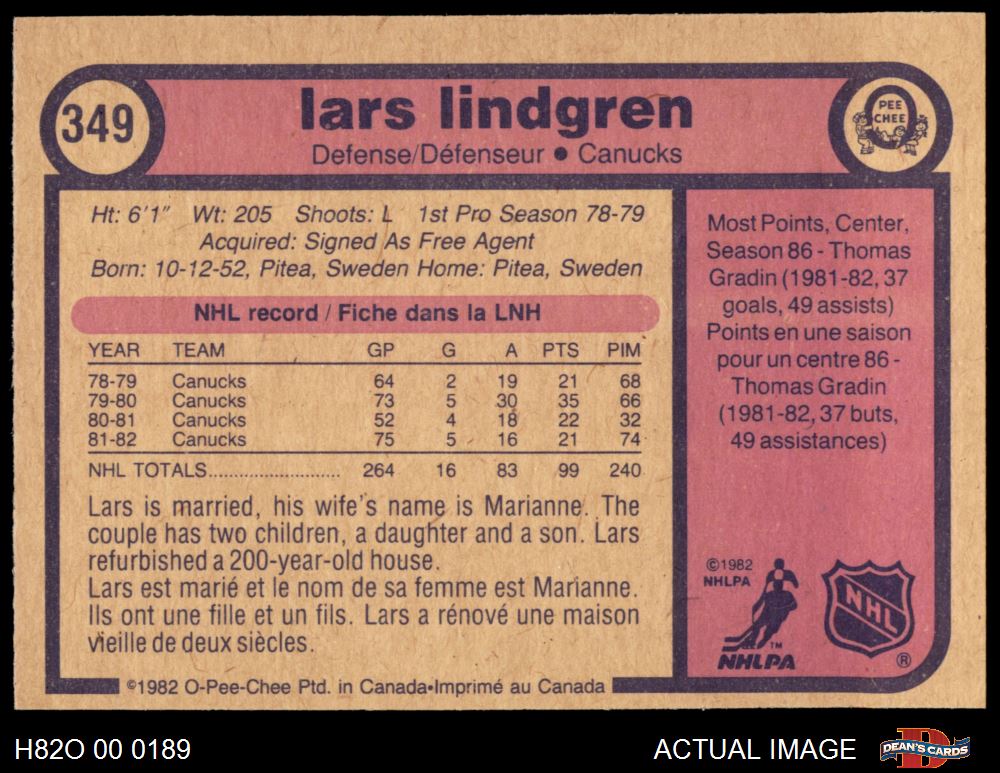 349
lars lindgren
PEE
CHEE
Defense/Défenseur • Canucks
Ht: 6'1" Wt: 205 Shoots: L 1st Pro Season 78-79
Acquired: Signed As Free Agent
Born: 10-12-52, Pitea, Sweden Home: Pitea, Sweden
NHL record / Fiche dans la LNH
YEAR TEAM GP G A PTS PIM
78-79 Canucks 64 2 19 21 68
79-80 Canucks 73 5 30 35 66
80-81 Canucks 52 4 18 22 32
81-82 Canucks 75 5 16 21 74
NHL TOTALS........................ 264 16 83 99 240
Lars is married, his wife's name is Marianne. The
couple has two children, a daughter and a son. Lars
refurbished a 200-year-old house.
Lars est marié et le nom de sa femme est Marianne.
Ils ont une fille et un fils. Lars a rénové une maison
vieille de deux siècles.
Most Points, Center,
Season 86 - Thomas
Gradin (1981-82, 37
goals, 49 assists)
Points en une saison
pour un centre 86 -
Thomas Gradin
(1981-82, 37 buts,
49 assistances)
©1982
NHLPA
TM
NHLPA
NHL
®
©1982 O-Pee-Chee Ptd. in Canada•Imprimé au Canada
H82O 00 0189
ACTUAL IMAGE
D
DEAN'S CARDS